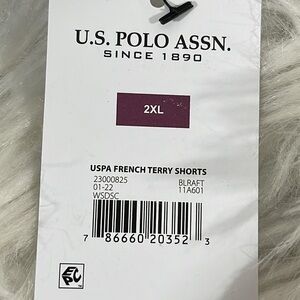 U.S. POLO ASSN.
SINCE 1890
2XL
USPA FRENCH TERRY SHORTS
23000825
01-22 BLRAFT
WSDSC 11A601
7 86660 20352 3